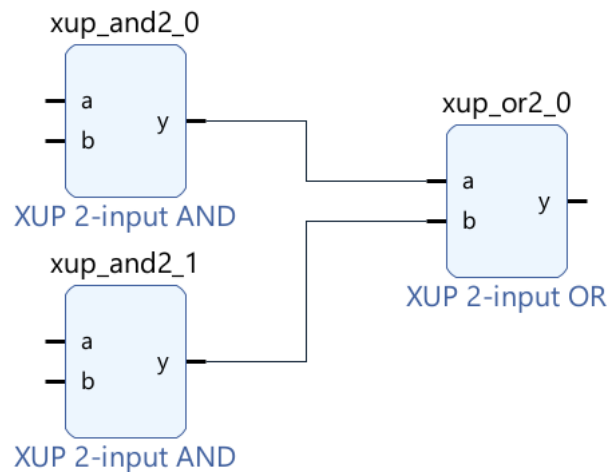 xup_and2_0
a
b
y
XUP 2-input AND
xup_and2_1
a
b
y
XUP 2-input AND
xup_or2_0
a
b
y
XUP 2-input OR